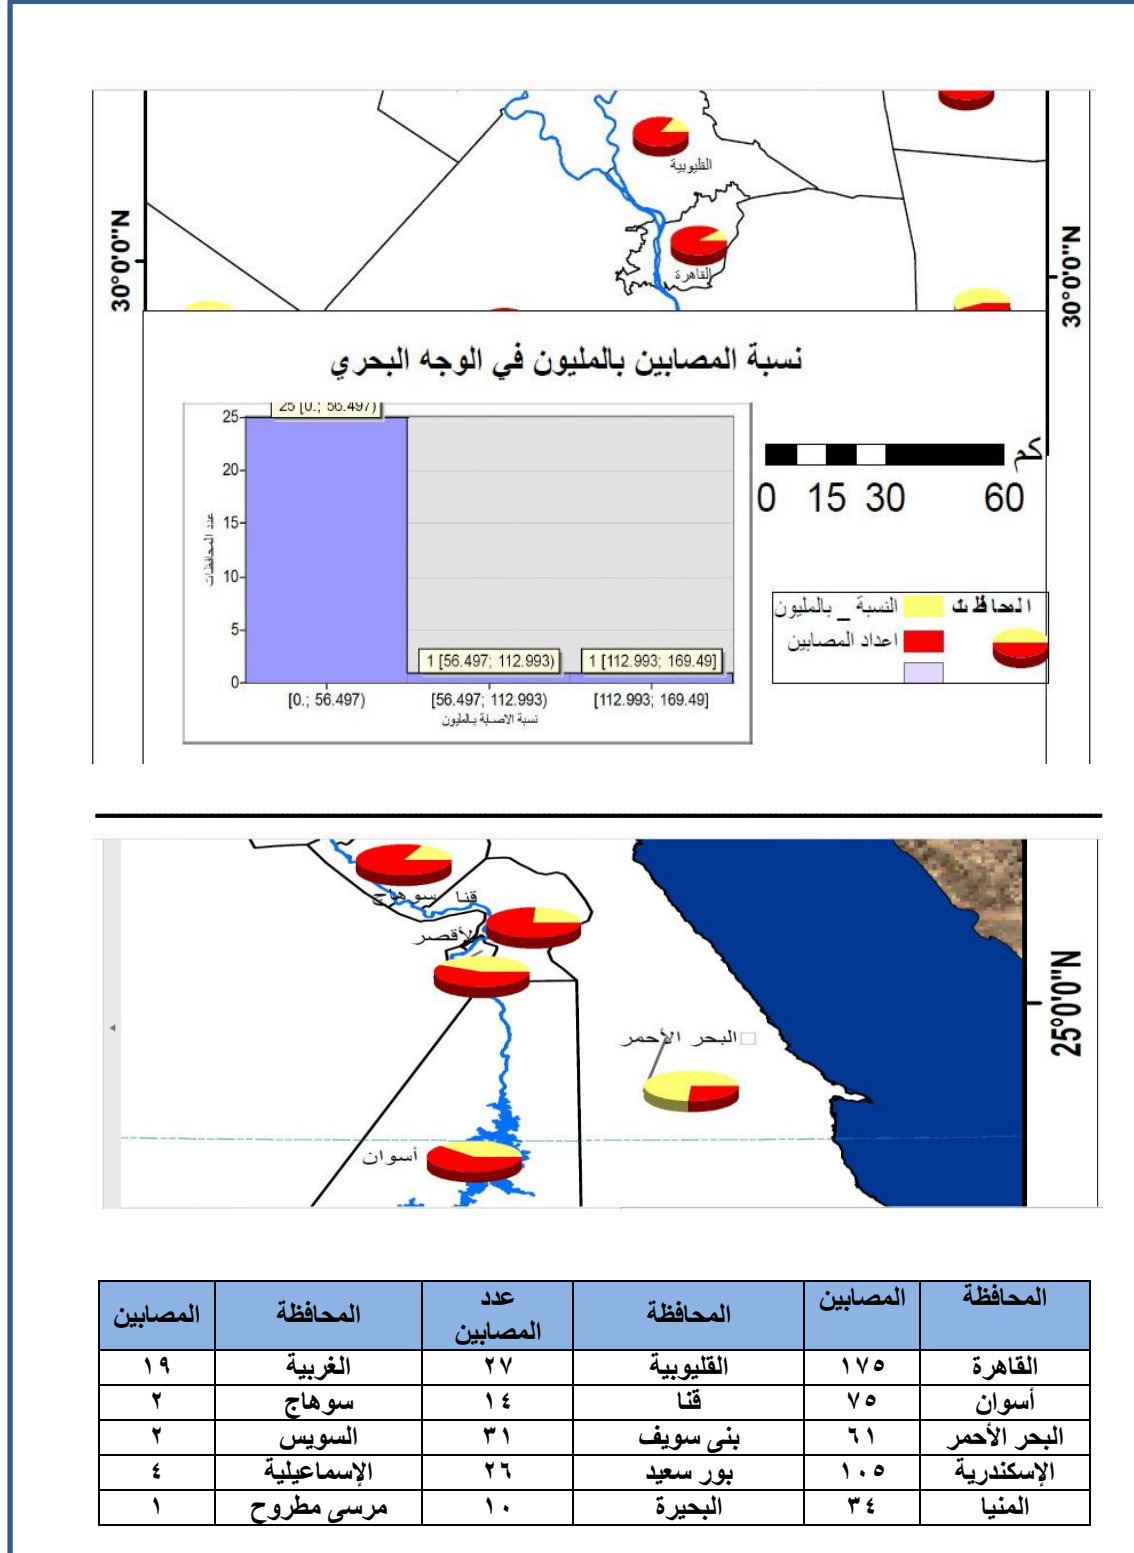 القليوبية
القاهرة
30°0'0"N
30°0'0"N
نسبة المصابين بالمليون في الوجه البحري
25 [0.; 56.497)
25
20
15
10
5
0
عدد المحافظات
1 [56.497; 112.993)
1 [112.993; 169.49]
[0.; 56.497)
[56.497; 112.993)
[112.993; 169.49]
نسبة الاصابة بالمليون
كم
0 15 30 60
المحافظات
النسبة _ بالمليون
اعداد المصابين
سوهاج
قنا
الأقصر
البحر الأحمر
أسوان
25°0'0"N
المحافظة المصابين المحافظة عدد المصابين المحافظة المصابين
القاهرة ١٧٥ القليوبية ٢٧ الغربية ١٩
أسوان ٧٥ قنا ١٤ سوهاج ٢
البحر الأحمر ٦١ بنى سويف ٣١ السويس ٢
الإسكندرية ١٠٥ بور سعيد ٢٦ الإسماعيلية ٤
المنيا ٣٤ البحيرة ١٠ مرسى مطروح ١